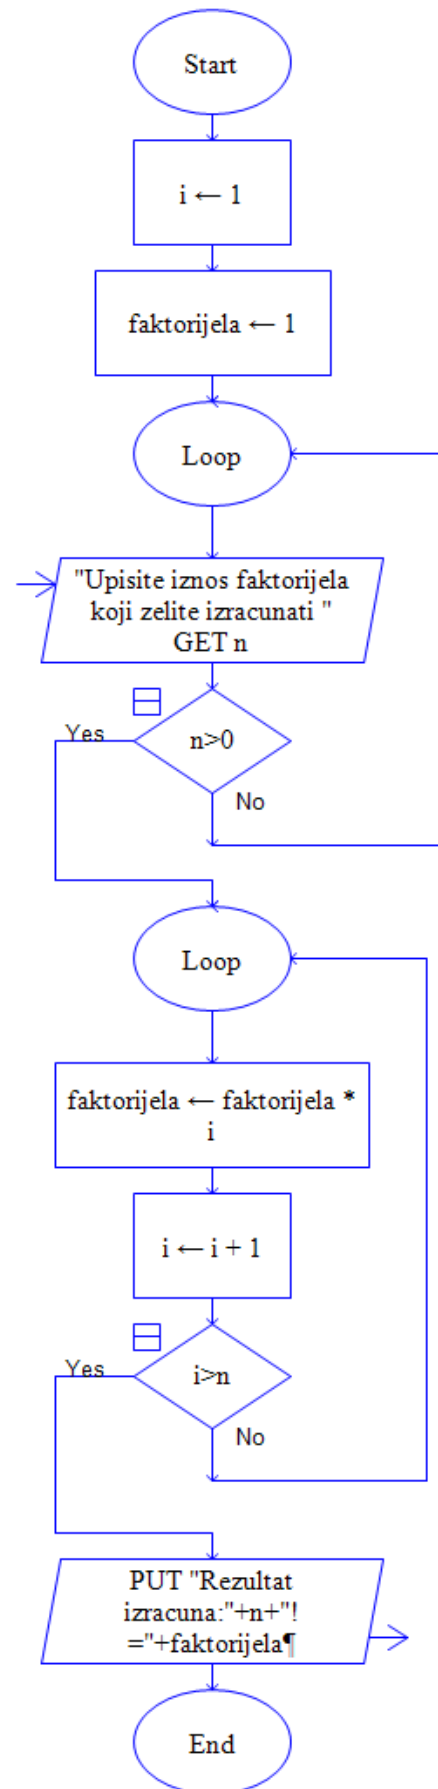 Start
i ← 1
faktorijela ← 1
Loop
"Upisite iznos faktorijela
koji zelite izracunati "
GET n
Yes
n>0
No
Loop
faktorijela ← faktorijela *
i
i ← i + 1
Yes
i>n
No
PUT "Rezultat
izracuna:"+n+"!
="+faktorijela¶
End